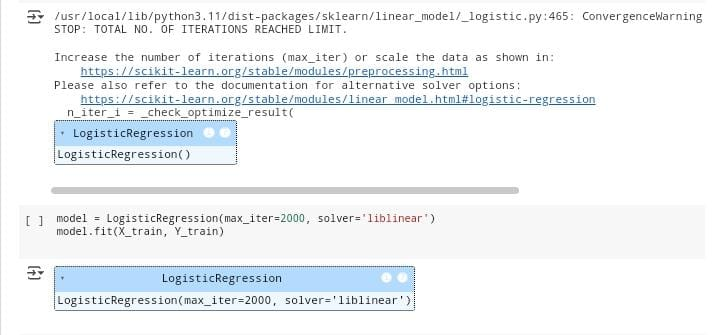 /usr/local/lib/python3.11/dist-packages/sklearn/linear_model/_logistic.py:465: ConvergenceWarning
STOP: TOTAL NO. OF ITERATIONS REACHED LIMIT.
Increase the number of iterations (max_iter) or scale the data as shown in:
https://scikit-learn.org/stable/modules/preprocessing.html
Please also refer to the documentation for alternative solver options:
https://scikit-learn.org/stable/modules/linear_model.html#logistic-regression
n_iter_i = _check_optimize_result(
LogisticRegression
LogisticRegression()
[ ] model = LogisticRegression(max_iter=2000, solver='liblinear')
model.fit(X_train, Y_train)
LogisticRegression
LogisticRegression(max_iter=2000, solver='liblinear')